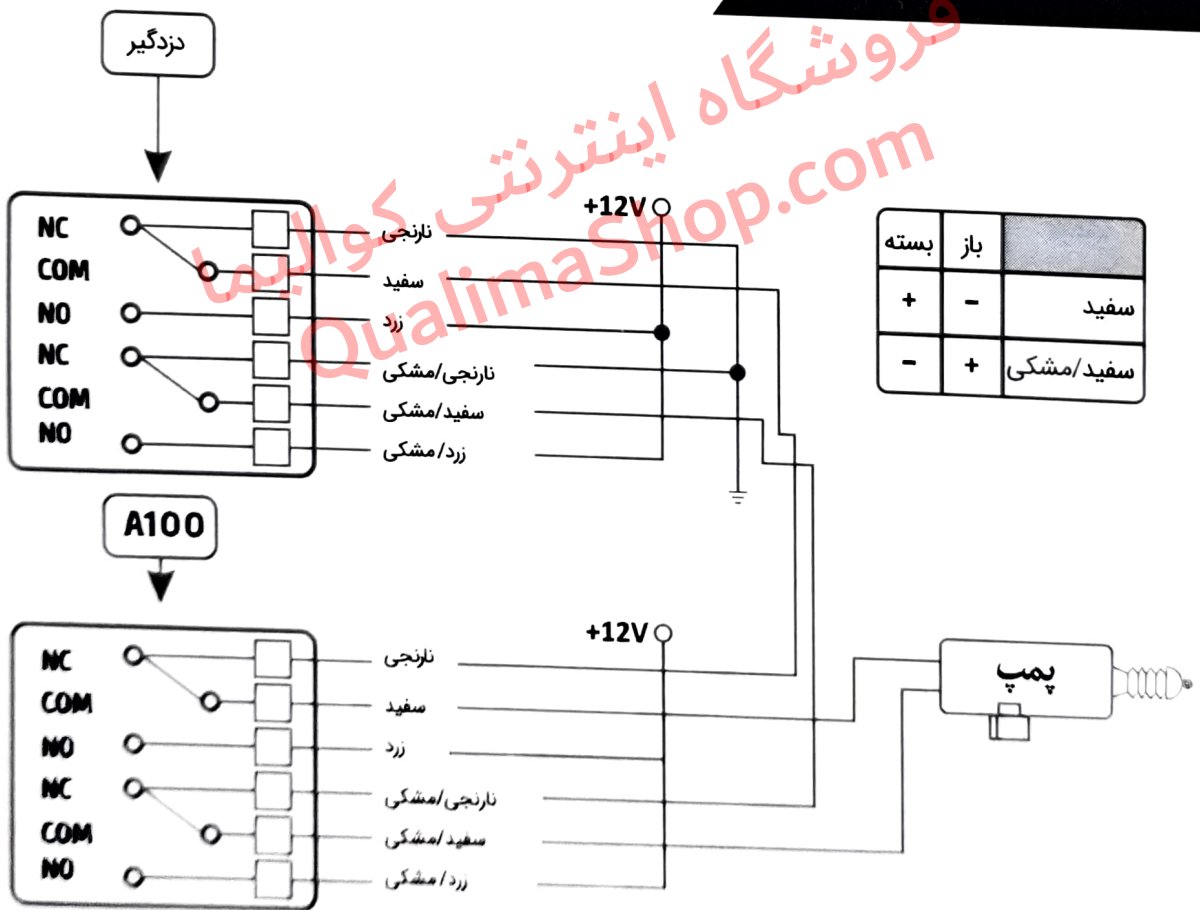 دزدگیر
فروشگاه اینترنتی کوالیما
QualimaShop.com
NC
COM
NO
NC
COM
NO
نارنجی
سفید
زرد
نارنجی/مشکی
سفید/مشکی
زرد/مشکی
+12V
باز بسته
سفید - +
سفید/مشکی + -
A100
NC
COM
NO
NC
COM
NO
نارنجی
سفید
زرد
نارنجی/مشکی
سفید/مشکی
زرد/مشکی
+12V
پمپ